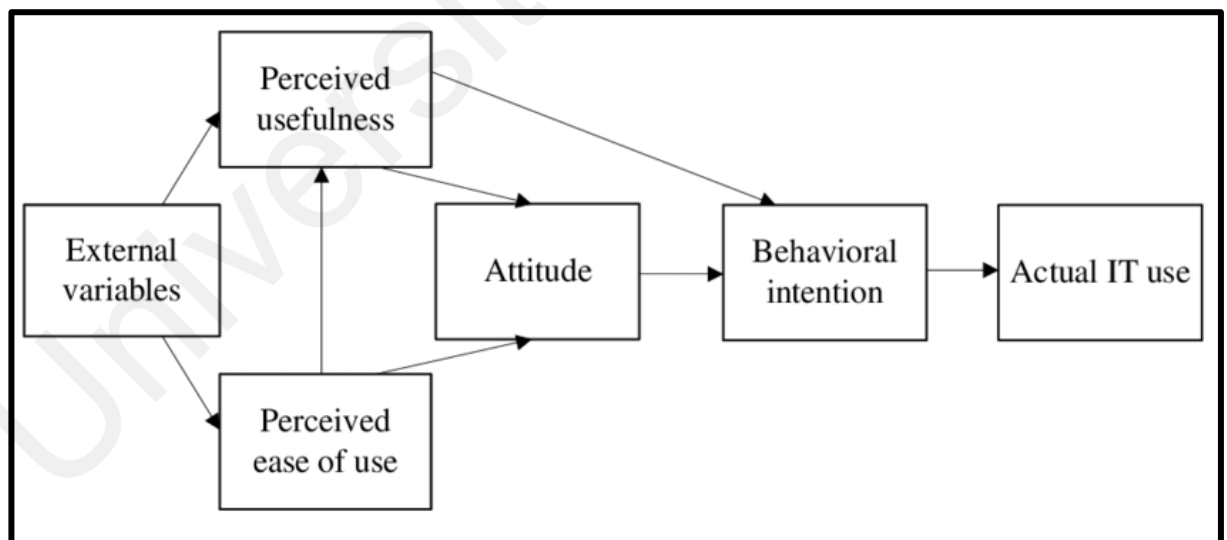 Perceived
usefulness
External
variables
Attitude
Behavioral
intention
Actual IT use
Perceived
ease of use